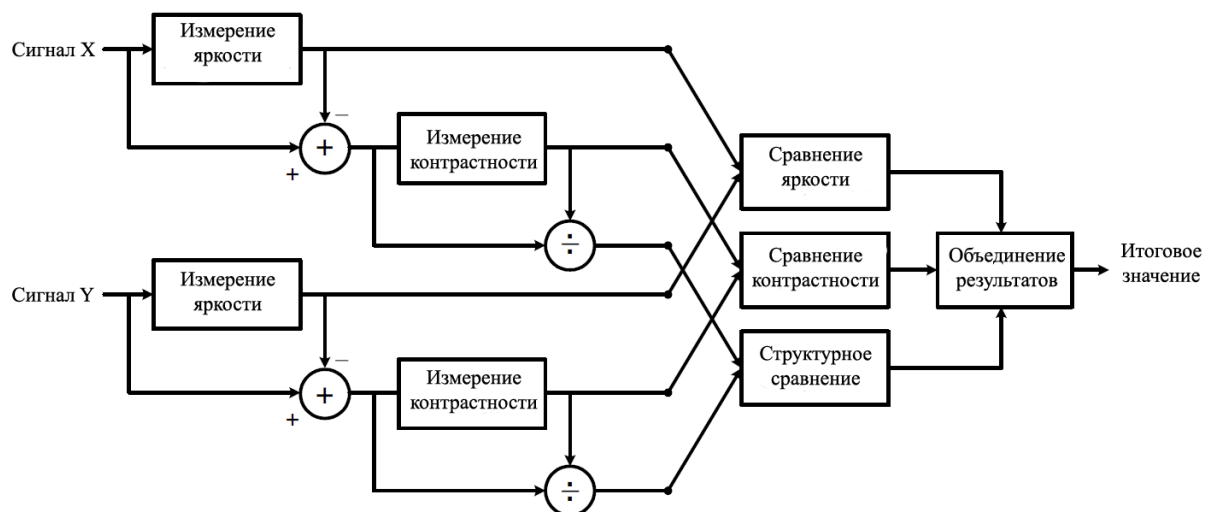 Сигнал X
Измерение
яркости
−
+
+
Измерение
контрастности
÷
Сигнал Y
Измерение
яркости
−
+
+
Измерение
контрастности
÷
Сравнение
яркости
Сравнение
контрастности
Структурное
сравнение
Объединение
результатов
Итоговое
значение